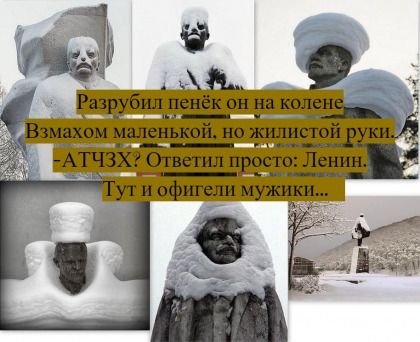 Разрубил пенёк он на колене
Взмахом маленькой, но жилистой руки.
-АТЧЗХ? Ответил просто: Ленин.
Тут и офигели мужики...